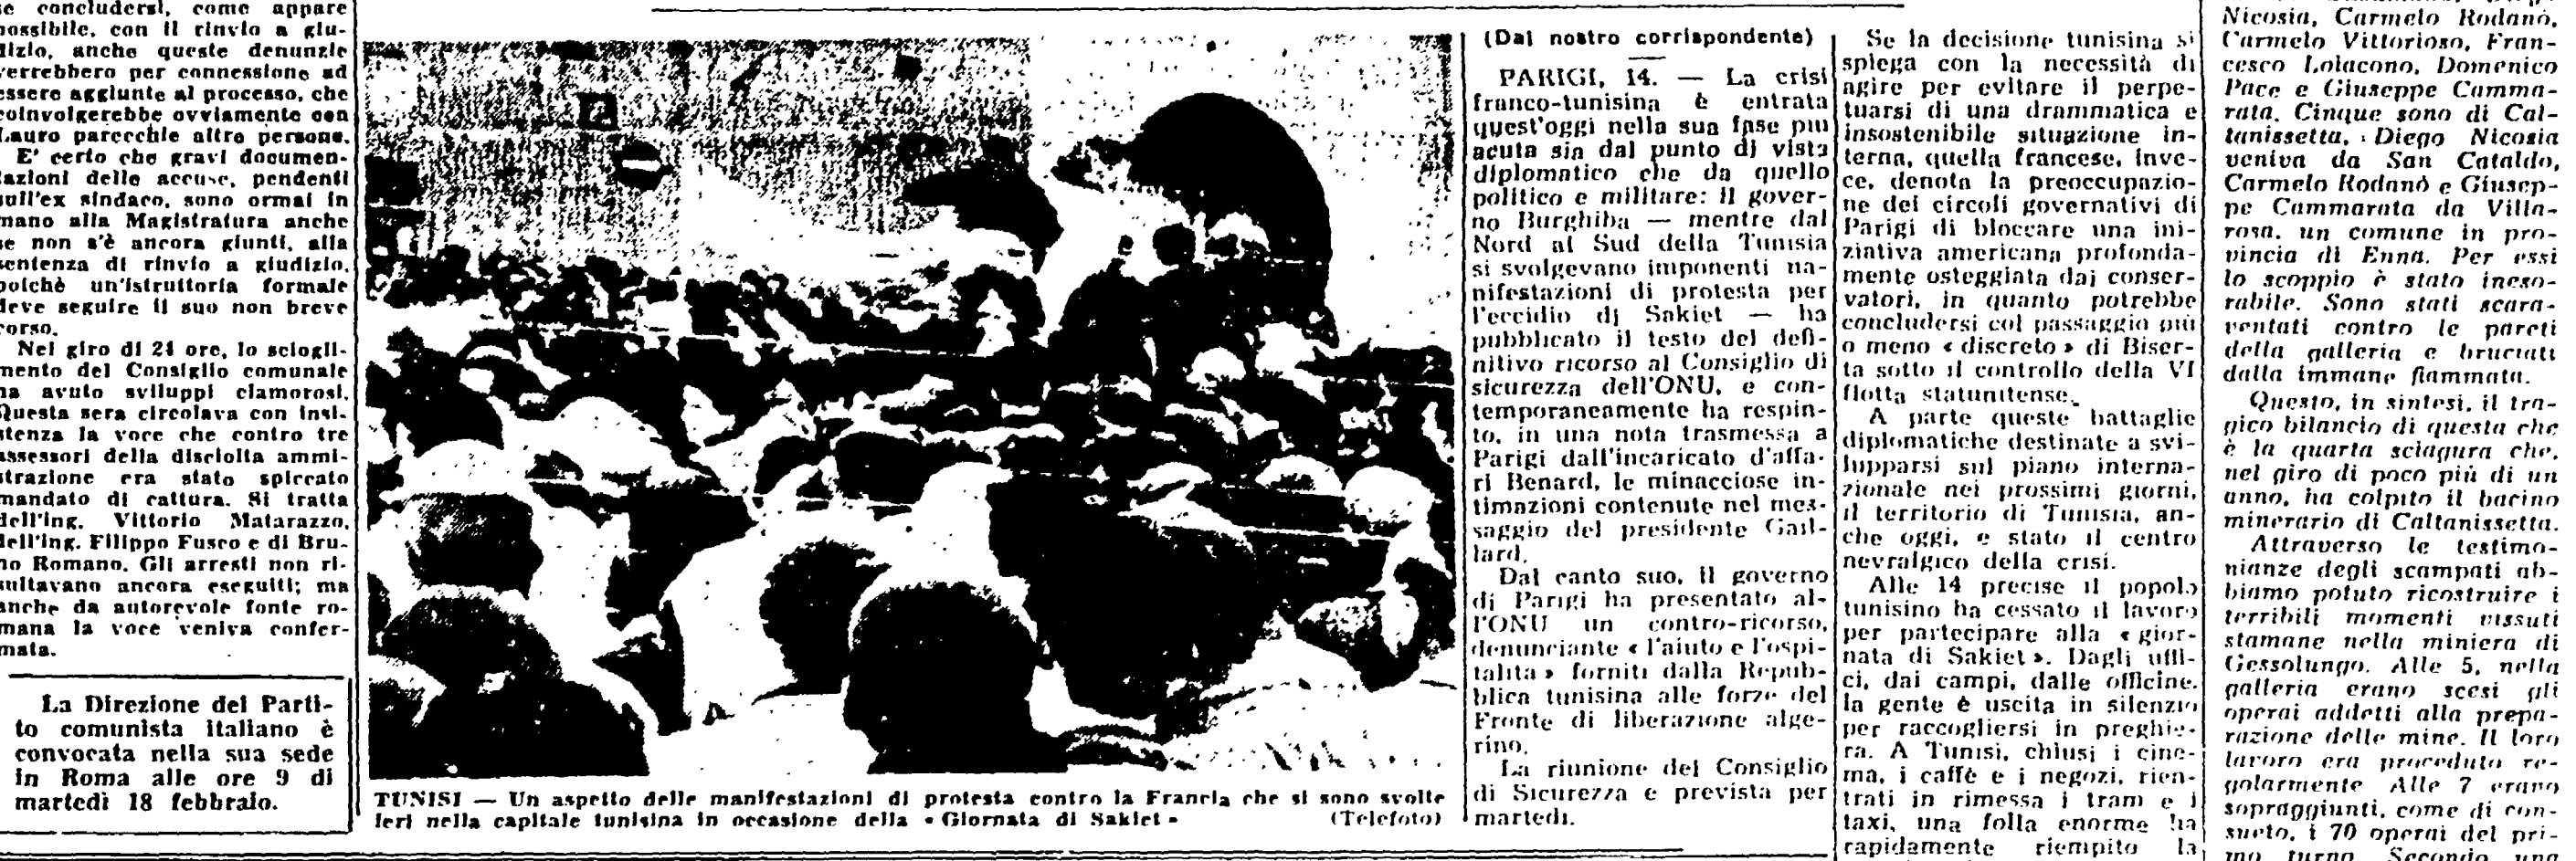 se concludersi, come appare
possibile, con il rinvio a giu-
dizio, anche queste denunzie
verrebbero per connessione ad
essere aggiunte al processo, che
coinvolgerebbe ovviamente con
Lauro parecchie altre persone.
E' certo che gravi documen-
tazioni delle accuse, pendenti
sull'ex sindaco, sono ormai in
mano alla Magistratura anche
se non s'è ancora giunti, alla
sentenza di rinvio a giudizio,
poichè un'istruttoria formale
deve seguire il suo non breve
corso.
Nel giro di 24 ore, lo sciogli-
mento del Consiglio comunale
ha avuto sviluppi clamorosi.
Questa sera circolava con insi-
stenza la voce che contro tre
assessori della disciolta ammi-
strazione era stato spiccato
mandato di cattura. Si tratta
dell'ing. Vittorio Matarazzo,
dell'ing. Filippo Fusco e di Bru-
no Romano. Gli arresti non ri-
sultavano ancora eseguiti; ma
anche da autorevole fonte ro-
mana la voce veniva confer-
mata.
La Direzione del Parti-
to comunista italiano è
convocata nella sua sede
in Roma alle ore 9 di
martedì 18 febbraio.
TUNISI — Un aspetto delle manifestazioni di protesta contro la Francia che si sono svolte
ieri nella capitale tunisina in occasione della «Giornata di Sakiet» (Telefoto)
(Dal nostro corrispondente)
PARIGI, 14. — La crisi
franco-tunisina è entrata
quest'oggi nella sua fase più
acuta sia dal punto di vista
diplomatico che da quello
politico e militare: il gover-
no Burghiba — mentre dal
Nord al Sud della Tunisia
si svolgevano imponenti na-
nifestazioni di protesta per
l'eccidio di Sakiet — ha
pubblicato il testo del defi-
nitivo ricorso al Consiglio di
sicurezza dell'ONU, e con-
temporaneamente ha respin-
to, in una nota trasmessa a
Parigi dall'incaricato d'affa-
ri Benard, le minacciose in-
timazioni contenute nel mes-
saggio del presidente Gail-
lard.
Dal canto suo, il governo
di Parigi ha presentato al-
l'ONU un contro-ricorso,
denunciante «l'aiuto e l'ospi-
talità» forniti dalla Repub-
blica tunisina alle forze del
Fronte di liberazione alge-
rino.
La riunione del Consiglio
di Sicurezza e prevista per
martedì.
Se la decisione tunisina si
spiega con la necessità di
agire per evitare il perpe-
tuarsi di una drammatica e
insostenibile situazione in-
terna, quella francese, inve-
ce, denota la preoccupazio-
ne dei circoli governativi di
Parigi di bloccare una ini-
ziativa americana profonda-
mente osteggiata dai conser-
vatori, in quanto potrebbe
concludersi col passaggio più
o meno «discreto» di Biser-
ta sotto il controllo della VI
flotta statunitense.
A parte queste battaglie
diplomatiche destinate a svi-
lupparsi sul piano interna-
zionale nei prossimi giorni,
il territorio di Tunisia, an-
che oggi, e stato il centro
nevralgico della crisi.
Alle 14 precise il popolo
tunisino ha cessato il lavoro
per partecipare alla «gior-
nata di Sakiet». Dagli uffi-
ci, dai campi, dalle officine,
la gente è uscita in silenzio
per raccogliersi in preghie-
ra. A Tunisi, chiusi i cine-
ma, i caffè e i negozi, rien-
trati in rimessa i tram e i
taxi, una folla enorme ha
rapidamente riempito la
Nicosia, Carmelo Rodanò,
Carmelo Vittorioso, Fran-
cesco Lolacono, Domenico
Pace e Giuseppe Camma-
rata. Cinque sono di Cal-
tanissetta, Diego Nicosia
veniva da San Cataldo,
Carmelo Rodanò e Giusep-
pe Cammarata da Villa-
rosa, un comune in pro-
vincia di Enna. Per essi
lo scoppio è stato ineso-
rabile. Sono stati scara-
ventati contro le pareti
della galleria e bruciati
dalla immane fiammata.
Questo, in sintesi, il tra-
gico bilancio di questa che
è la quarta sciagura che,
nel giro di poco più di un
anno, ha colpito il bacino
minerario di Caltanissetta.
Attraverso le testimo-
nianze degli scampati ab-
biamo potuto ricostruire i
terribili momenti vissuti
stamane nella miniera di
Gessolungo. Alle 5, nella
galleria erano scesi gli
operai addetti alla prepa-
razione delle mine. Il loro
lavoro era proceduto re-
golarmente Alle 7 erano
sopraggiunti, come di con-
sueto, i 70 operai del pri-
mo turno. Secondo una